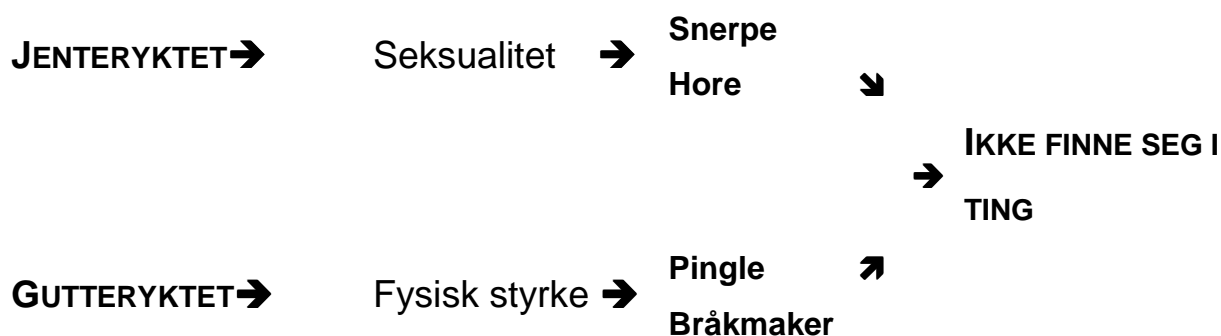 JENTERYKTET➔ Seksualitet ➔ Snerpe
Hore ➘
➔ IKKE FINNE SEG I
TING
GUTTERYKTET➔ Fysisk styrke ➔ Pingle ➚
Bråkmaker